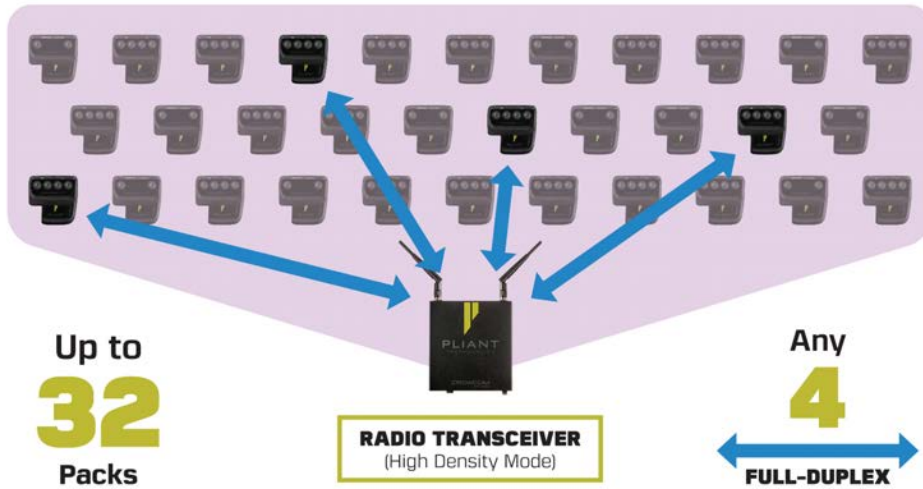 PLIANT
Up to
32
Packs
RADIO TRANSCEIVER
(High Density Mode)
Any
4
FULL-DUPLEX